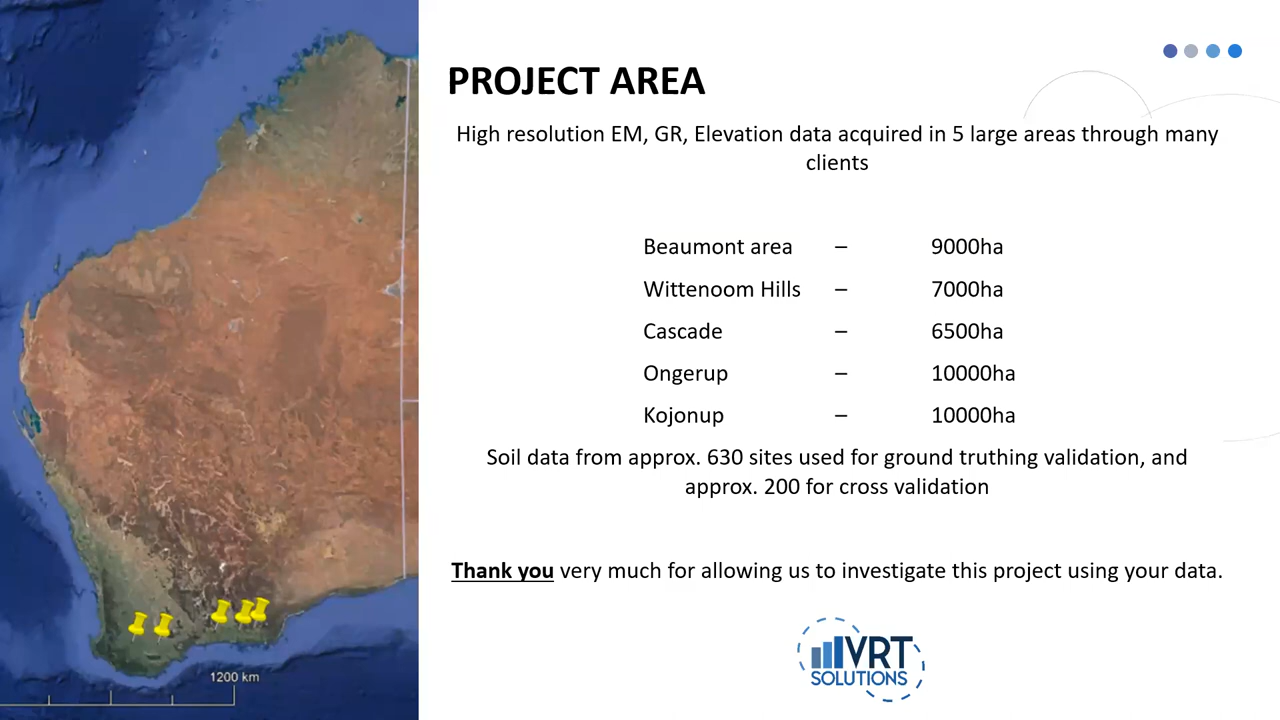 PROJECT AREA
High resolution EM, GR, Elevation data acquired in 5 large areas through many
clients
Beaumont area – 9000ha
Wittenoom Hills – 7000ha
Cascade – 6500ha
Ongerup – 10000ha
Kojonup – 10000ha
Soil data from approx. 630 sites used for ground truthing validation, and
approx. 200 for cross validation
Thank you very much for allowing us to investigate this project using your data.
VRT
SOLUTIONS
1200 km